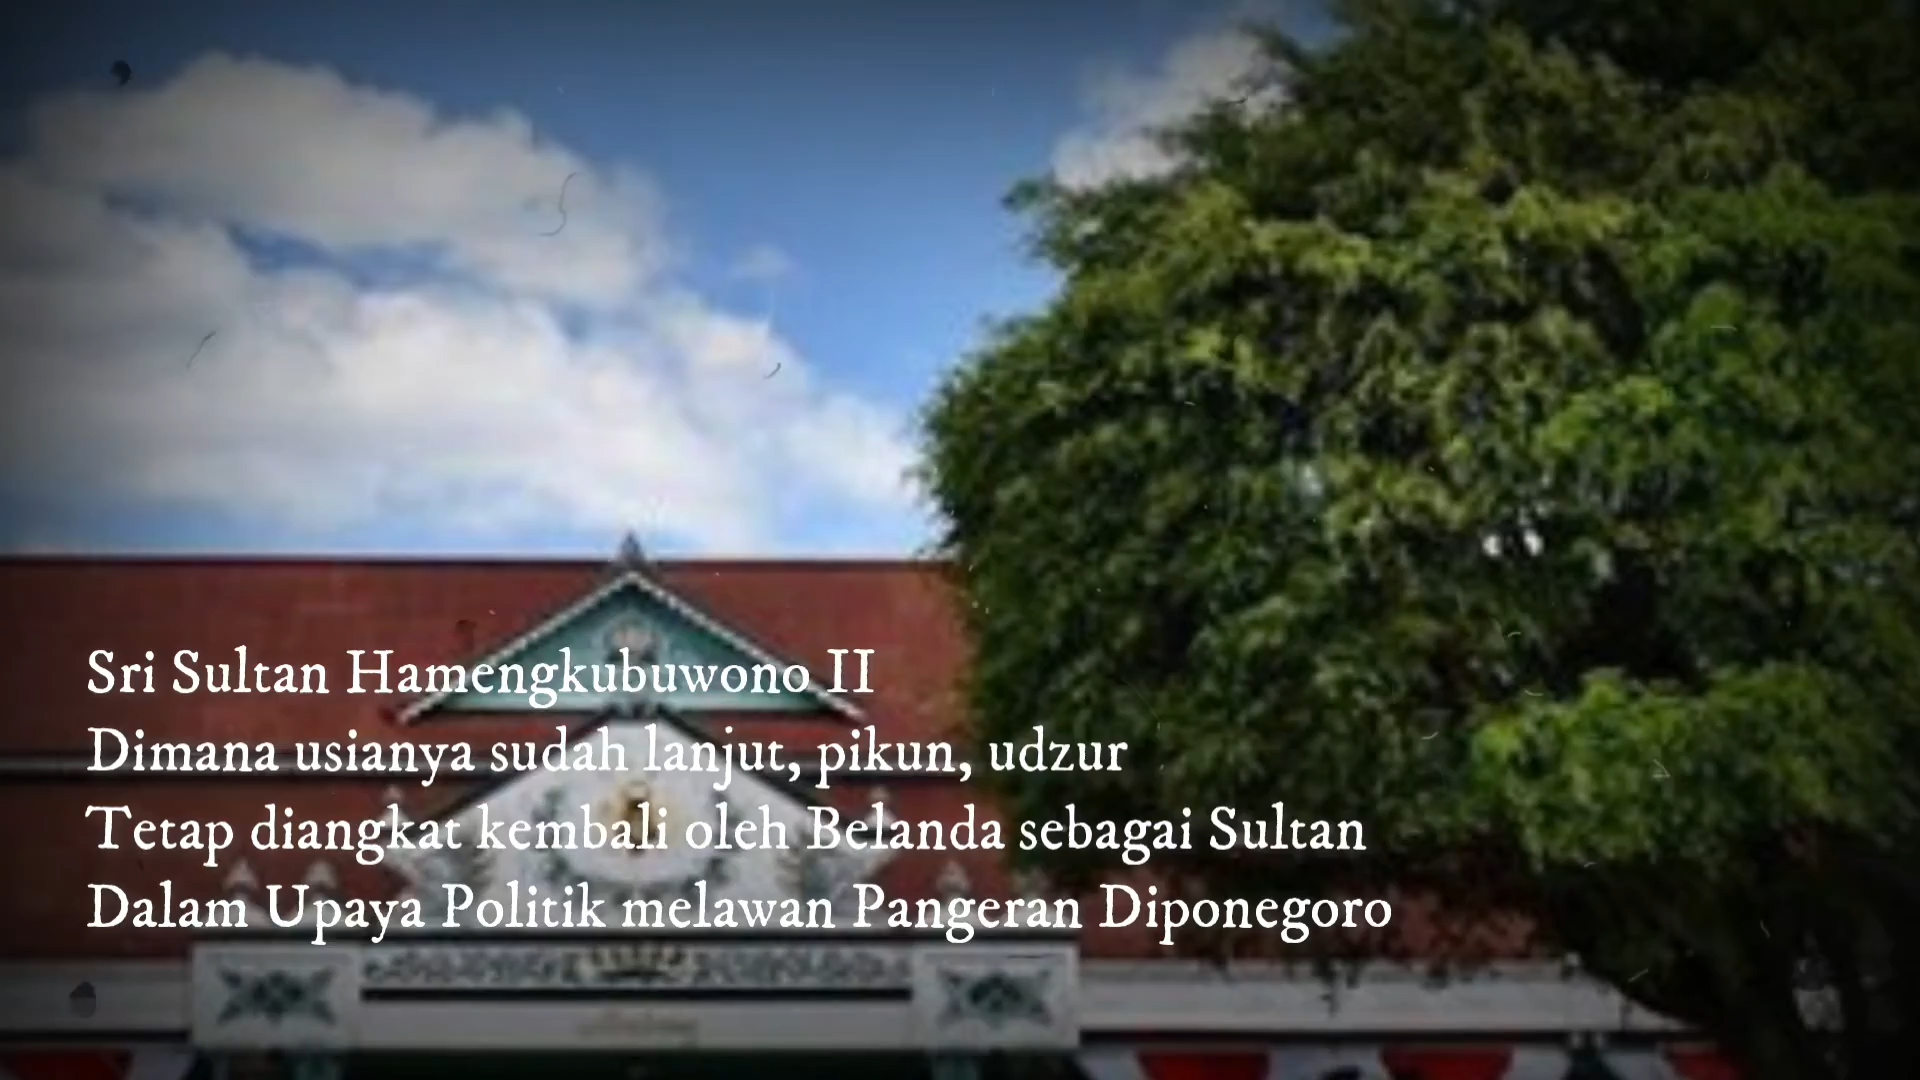 Sri Sultan Hamengkubuwono II
Dimana usianya sudah lanjut, pikun, udzur
Tetap diangkat kembali oleh Belanda sebagai Sultan
Dalam Upaya Politik melawan Pangeran Diponegoro